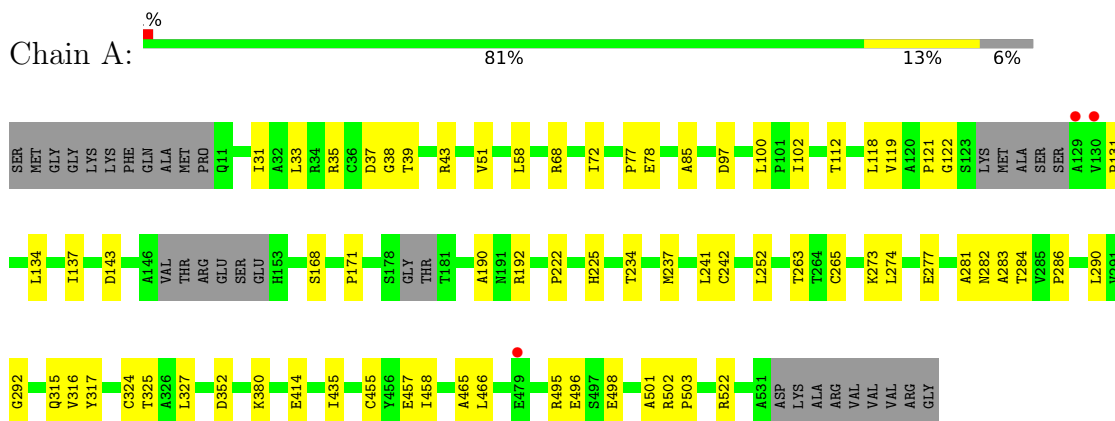 .%
Chain A:
81% 13% 6%
SER MET GLY GLY LYS LYS PHE GLN ALA MET PRO Q11 I31 A32 L33 R34 R35 C36 D37 G38 T39 R43 V51 L58 R68 I72 P77 E78 A85 D97 L100 P101 I102 T112 L118 V119 A120 P121 G122 S123 LYS MET ALA SER SER A129 V130 R131
L134 I137 D143 A146 VAL THR ARG GLU SER GLU H153 S168 P171 S178 GLY THR T181 A190 N191 R192 P222 H225 T234 M237 L241 C242 L252 T263 T264 C265 K273 L274 E277 A281 N282 A283 T284 V285 P286 L290 V291
G292 Q315 V316 Y317 C324 T325 A326 L327 D352 K380 E414 I435 C455 Y456 E457 I458 A465 L466 E479 R495 E496 S497 E498 A501 R502 P503 R522 A531 ASP LYS ALA ARG VAL VAL VAL ARG GLY